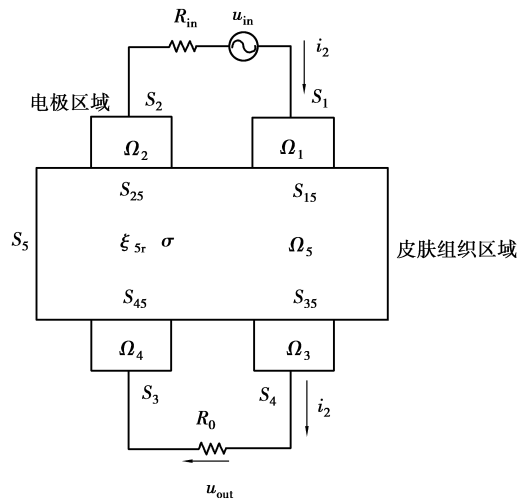 R_in u_in
i_2
电极区域 S_2 S_1
Ω_2 Ω_1
S_25 S_15
S_5 ξ_5r σ Ω_5 皮肤组织区域
S_45 S_35
Ω_4 Ω_3
S_3 S_4 i_2
R_0
u_out